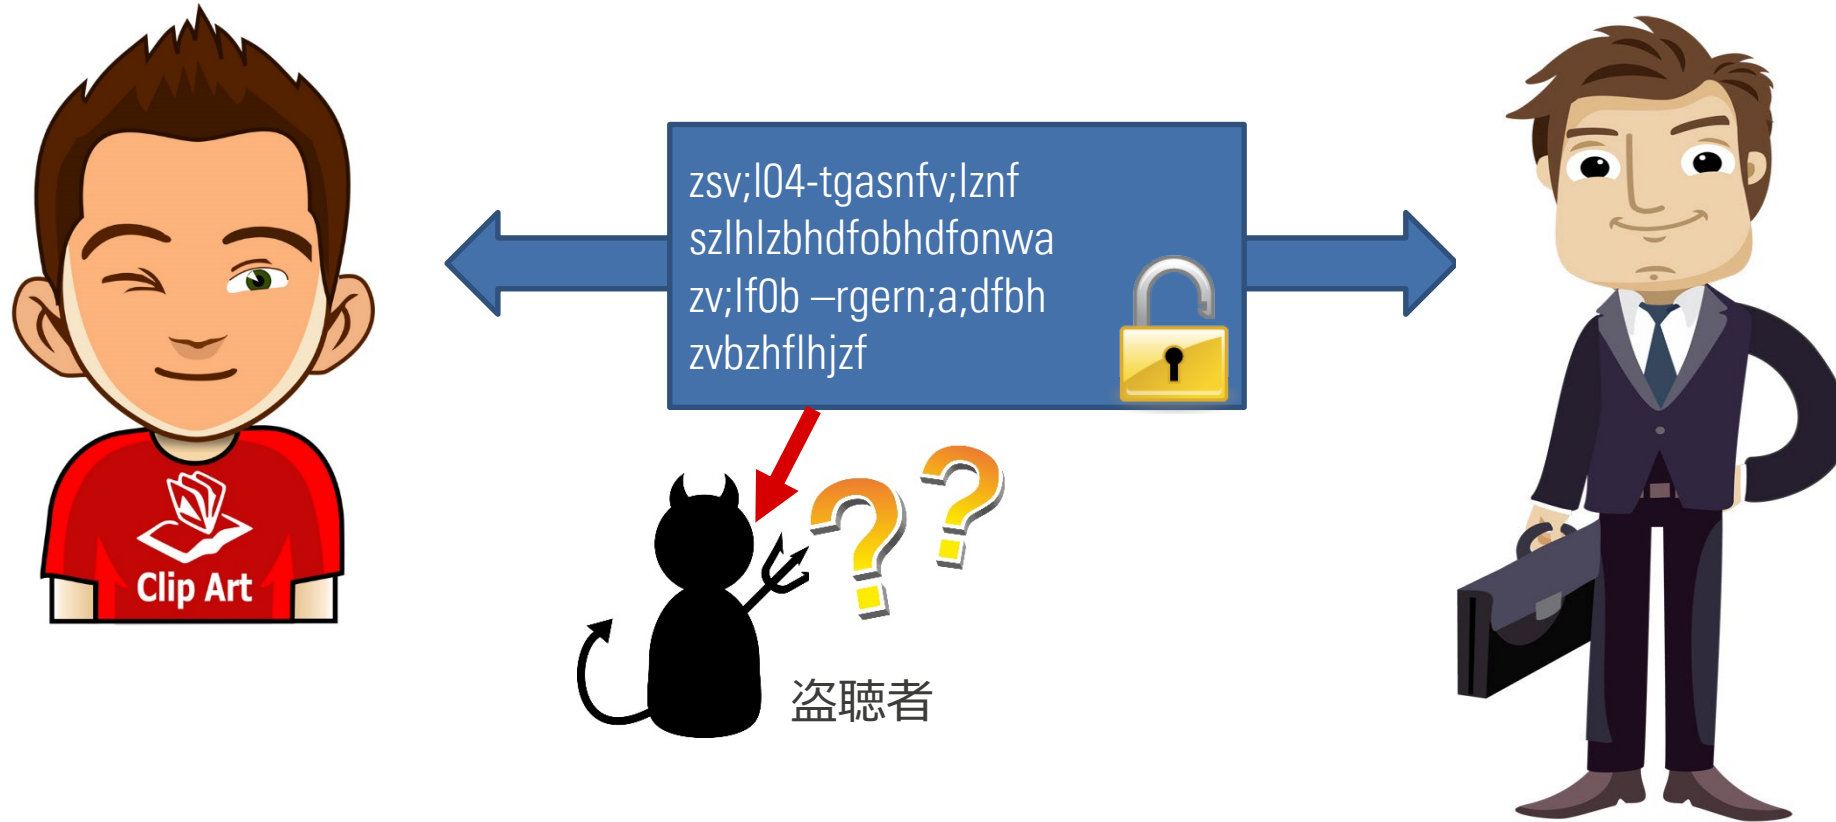 zsv;l04-tgasnfv;lznf
szlhlzbhdfobhdfonwa
zv;lf0b –rgern;a;dfbh
zvbzhflhjzf
Clip Art
盗聴者